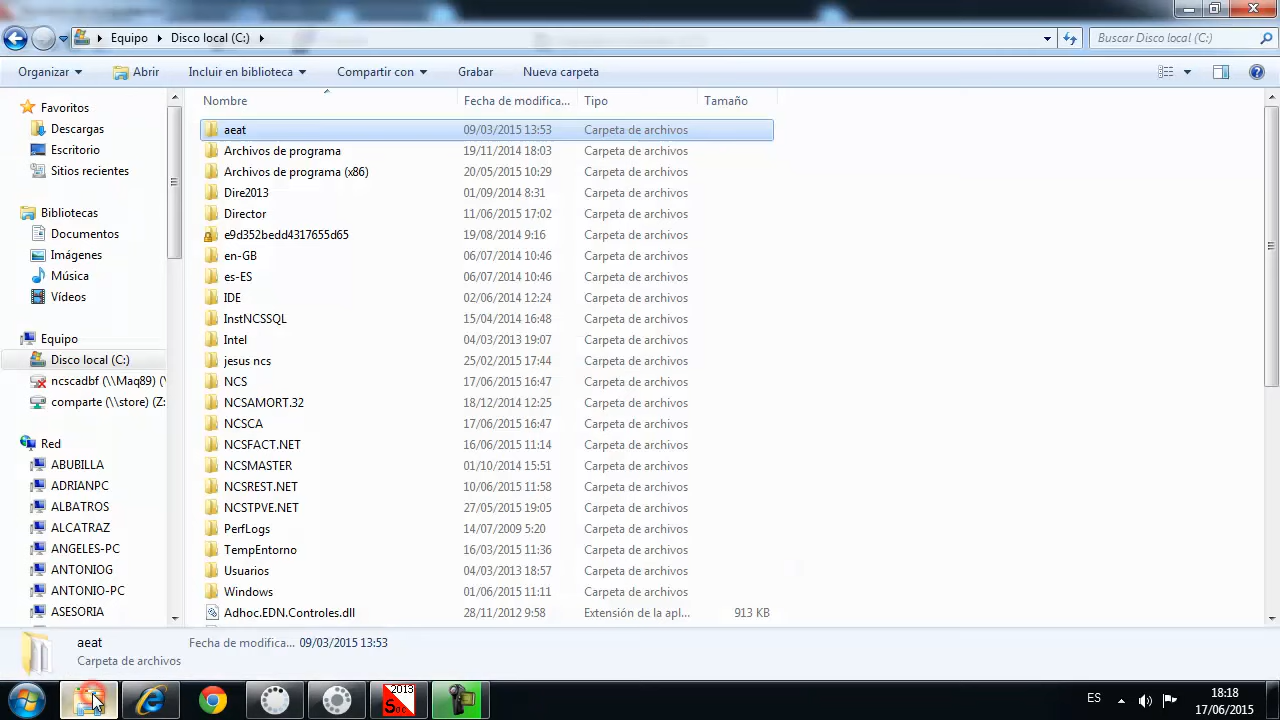 Equipo Disco local (C:) Buscar Disco local (C:)
Organizar Abrir Incluir en biblioteca Compartir con Grabar Nueva carpeta
Favoritos
Descargas
Escritorio
Sitios recientes
Bibliotecas
Documentos
Imágenes
Música
Vídeos
Equipo
Disco local (C:)
ncscadbf (\\Maq89) (
comparte (\\store) (Z:
Red
ABUBILLA
ADRIANPC
ALBATROS
ALCATRAZ
ANGELES-PC
ANTONIOG
ANTONIO-PC
ASESORIA
Nombre Fecha de modifica... Tipo Tamaño
aeat 09/03/2015 13:53 Carpeta de archivos
Archivos de programa 19/11/2014 18:03 Carpeta de archivos
Archivos de programa (x86) 20/05/2015 10:29 Carpeta de archivos
Dire2013 01/09/2014 8:31 Carpeta de archivos
Director 11/06/2015 17:02 Carpeta de archivos
e9d352bedd4317655d65 19/08/2014 9:16 Carpeta de archivos
en-GB 06/07/2014 10:46 Carpeta de archivos
es-ES 06/07/2014 10:46 Carpeta de archivos
IDE 02/06/2014 12:24 Carpeta de archivos
InstNCSSQL 15/04/2014 16:48 Carpeta de archivos
Intel 04/03/2013 19:07 Carpeta de archivos
jesus ncs 25/02/2015 17:44 Carpeta de archivos
NCS 17/06/2015 16:47 Carpeta de archivos
NCSAMORT.32 18/12/2014 12:25 Carpeta de archivos
NCSCA 17/06/2015 16:47 Carpeta de archivos
NCSFACT.NET 16/06/2015 11:14 Carpeta de archivos
NCSMASTER 01/10/2014 15:51 Carpeta de archivos
NCSREST.NET 10/06/2015 11:58 Carpeta de archivos
NCSTPVE.NET 27/05/2015 19:05 Carpeta de archivos
PerfLogs 14/07/2009 5:20 Carpeta de archivos
TempEntorno 16/03/2015 11:36 Carpeta de archivos
Usuarios 04/03/2013 18:57 Carpeta de archivos
Windows 01/06/2015 11:11 Carpeta de archivos
Adhoc.EDN.Controles.dll 28/11/2012 9:58 Extensión de la apl... 913 KB
aeat Fecha de modifica... 09/03/2015 13:53
Carpeta de archivos
2013
ES 18:18
17/06/2015